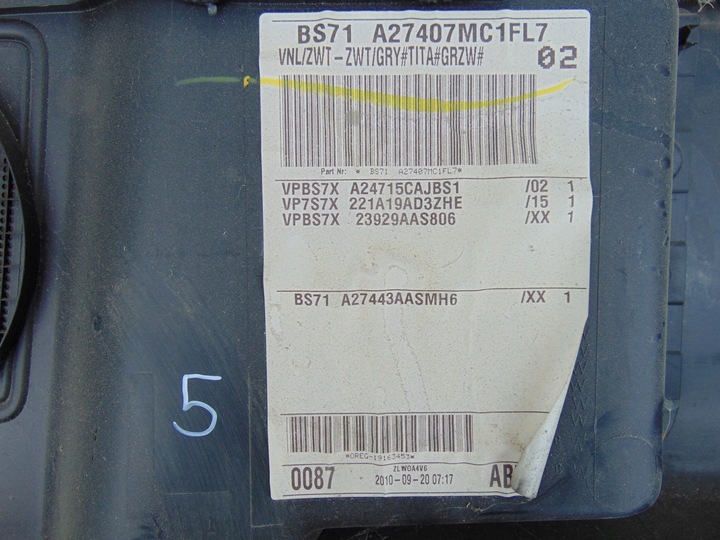 BS71 A27407MC1FL7
VNL/ZWT-ZWT/GRY#TITA#GRZW# 02
Part Nr: * BS71 A27407MC1FL7*
VPBS7X A24715CAJBS1 /02 1
VP7S7X 221A19AD3ZHE /15 1
VPBS7X 23929AAS806 /XX 1
BS71 A27443AASMH6 /XX 1
5
*OREG-19163453*
0087 ZLWOA4V6 AB
2010-09-20 07:17